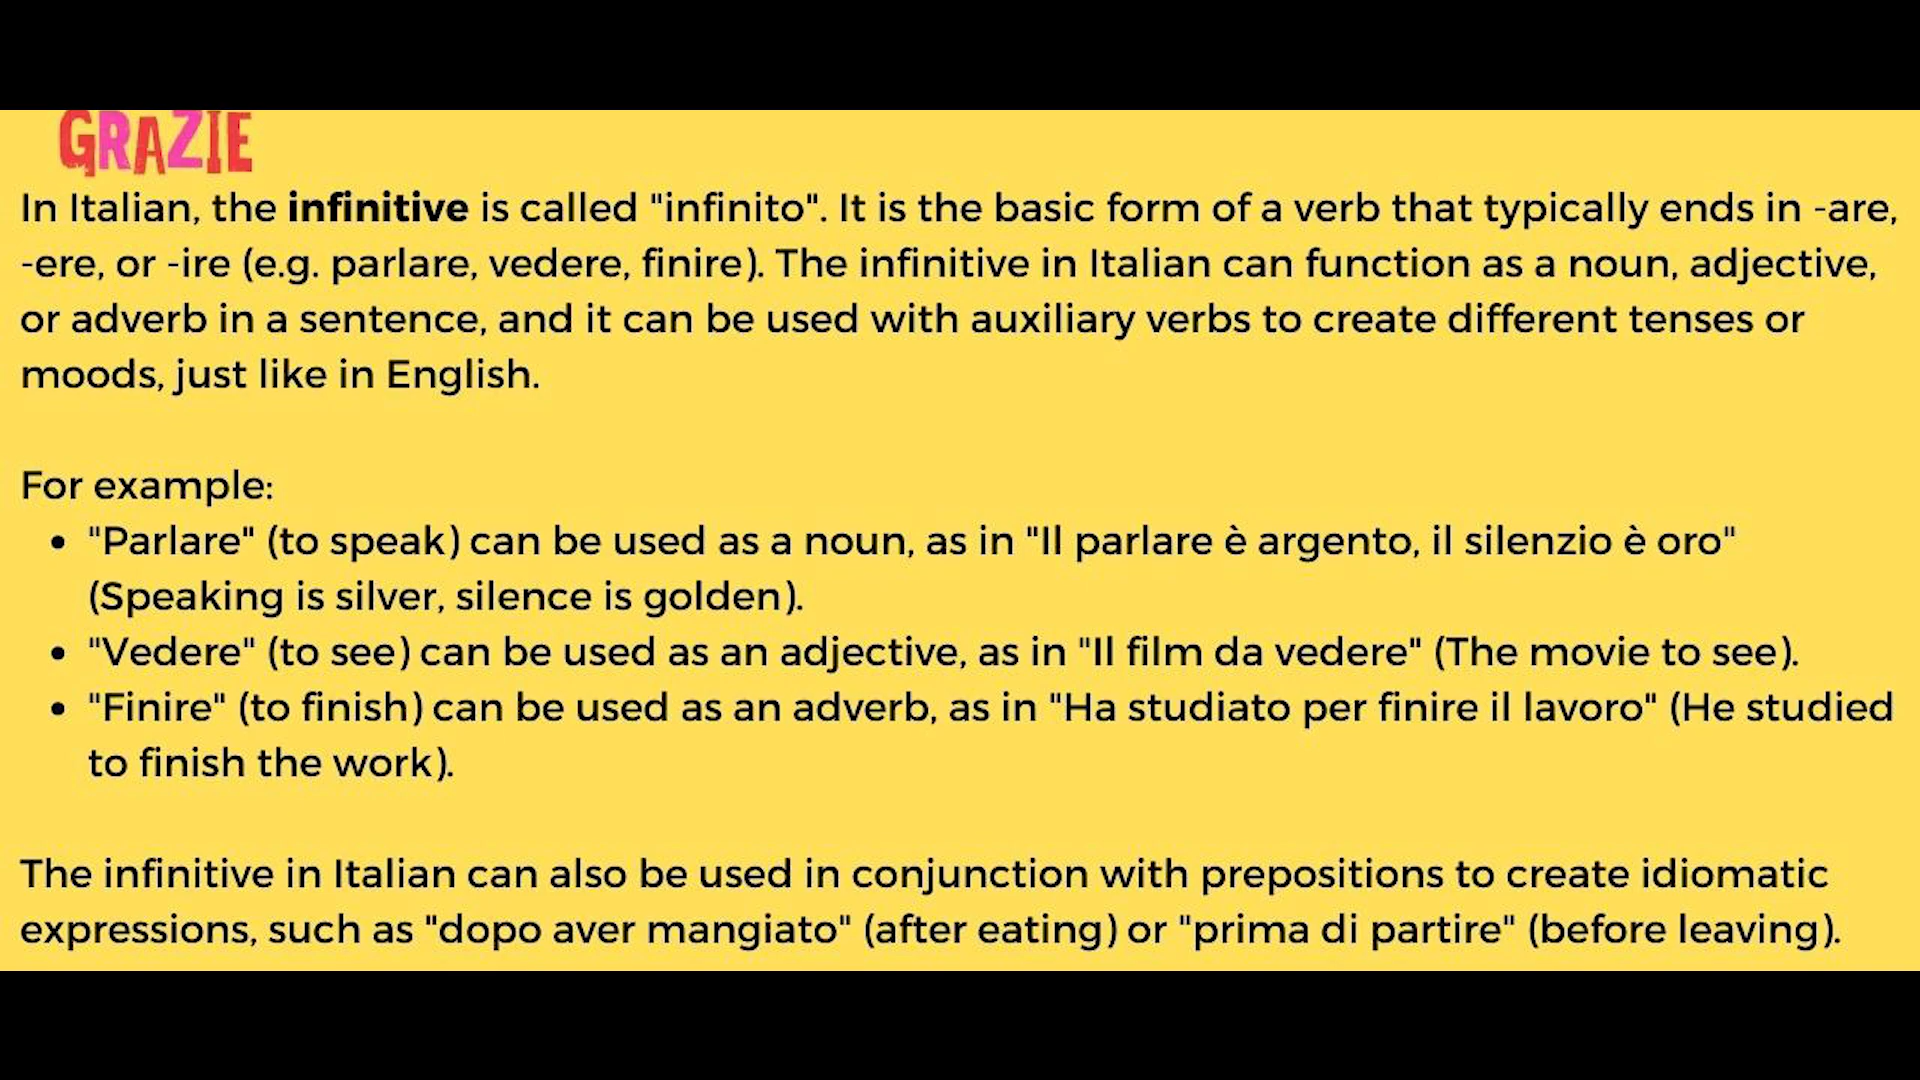 GRAZIE
In Italian, the infinitive is called "infinito". It is the basic form of a verb that typically ends in -are,
-ere, or -ire (e.g. parlare, vedere, finire). The infinitive in Italian can function as a noun, adjective,
or adverb in a sentence, and it can be used with auxiliary verbs to create different tenses or
moods, just like in English.
For example:
• "Parlare" (to speak) can be used as a noun, as in "Il parlare è argento, il silenzio è oro"
(Speaking is silver, silence is golden).
• "Vedere" (to see) can be used as an adjective, as in "Il film da vedere" (The movie to see).
• "Finire" (to finish) can be used as an adverb, as in "Ha studiato per finire il lavoro" (He studied
to finish the work).
The infinitive in Italian can also be used in conjunction with prepositions to create idiomatic
expressions, such as "dopo aver mangiato" (after eating) or "prima di partire" (before leaving).